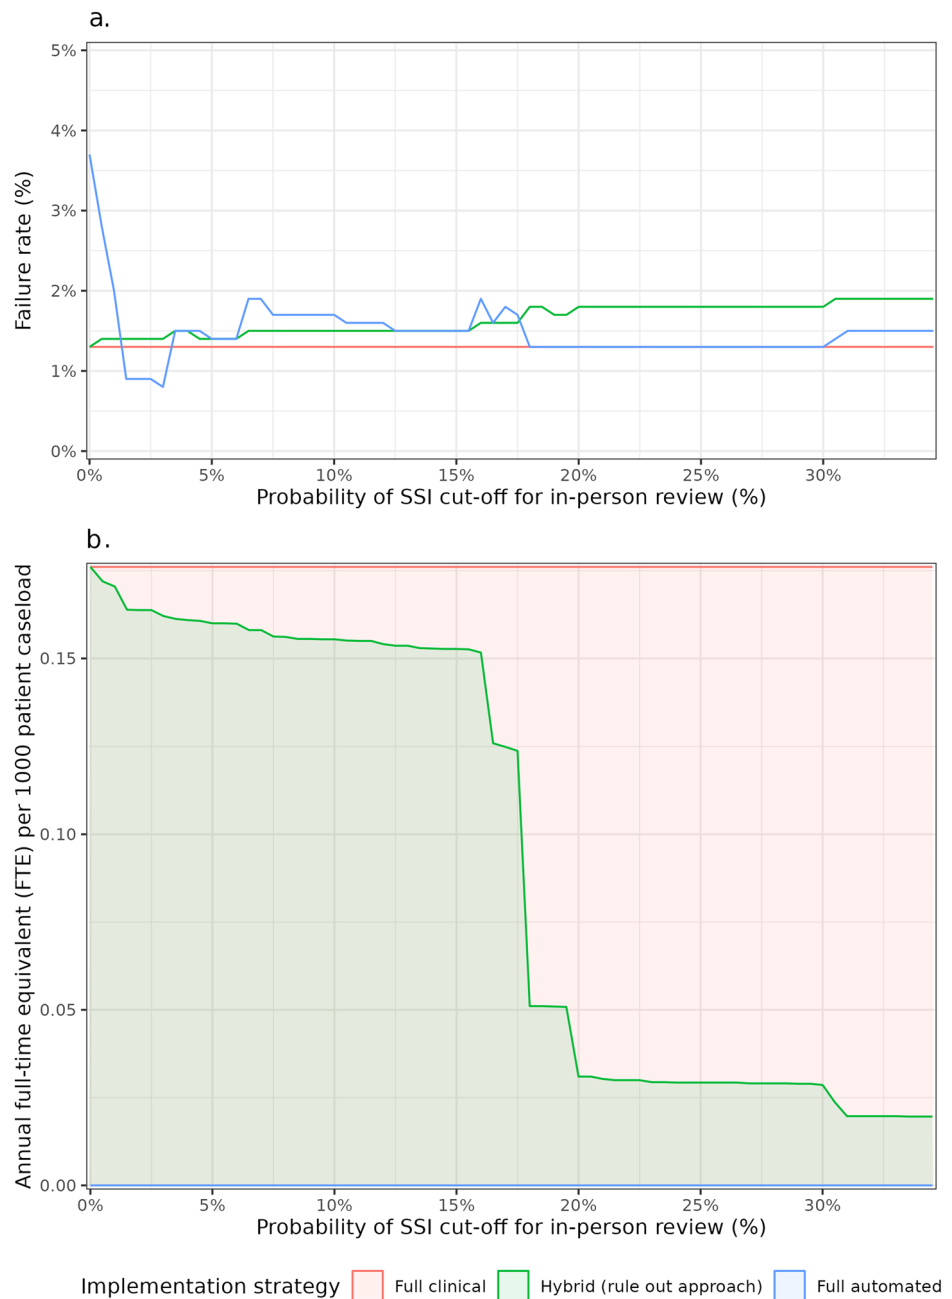 a.
Failure rate (%)
5%
4%
3%
2%
1%
0%
0% 5% 10% 15% 20% 25% 30%
Probability of SSI cut-off for in-person review (%)
b.
Annual full-time equivalent (FTE) per 1000 patient caseload
0.15
0.10
0.05
0.00
0% 5% 10% 15% 20% 25% 30%
Probability of SSI cut-off for in-person review (%)
Implementation strategy Full clinical Hybrid (rule out approach) Full automated